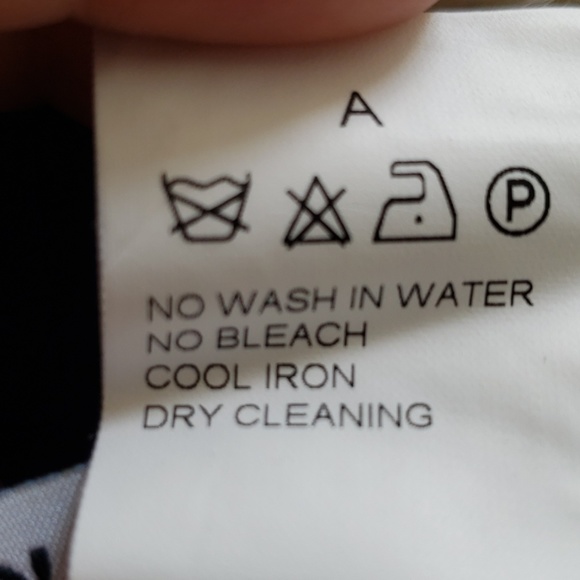 A
P
NO WASH IN WATER
NO BLEACH
COOL IRON
DRY CLEANING